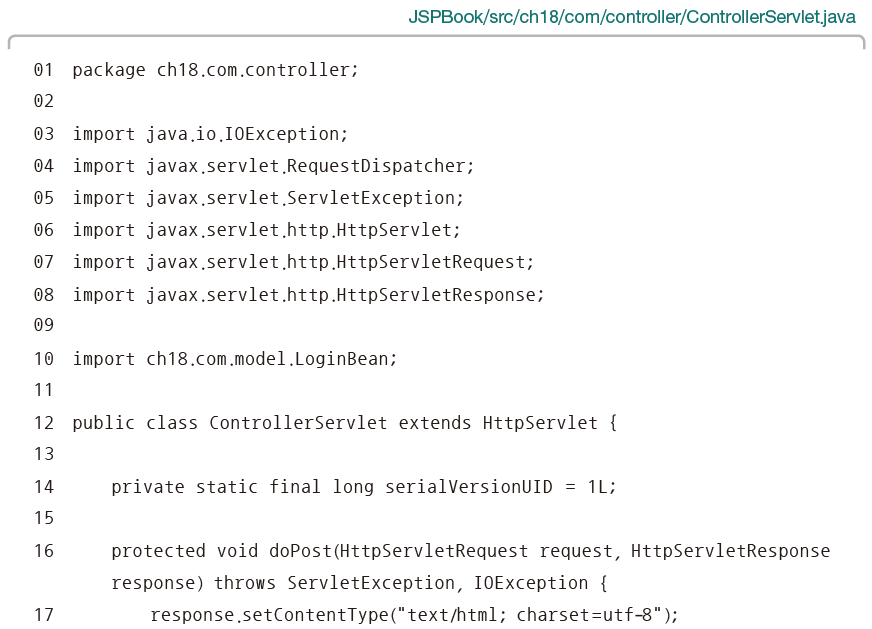 JSPBook/src/ch18/com/controller/ControllerServlet.java
01 package ch18.com.controller;
02
03 import java.io.IOException;
04 import javax.servlet.RequestDispatcher;
05 import javax.servlet.ServletException;
06 import javax.servlet.http.HttpServlet;
07 import javax.servlet.http.HttpServletRequest;
08 import javax.servlet.http.HttpServletResponse;
09
10 import ch18.com.model.LoginBean;
11
12 public class ControllerServlet extends HttpServlet {
13
14 private static final long serialVersionUID = 1L;
15
16 protected void doPost(HttpServletRequest request, HttpServletResponse
response) throws ServletException, IOException {
17 response.setContentType("text/html; charset=utf-8");